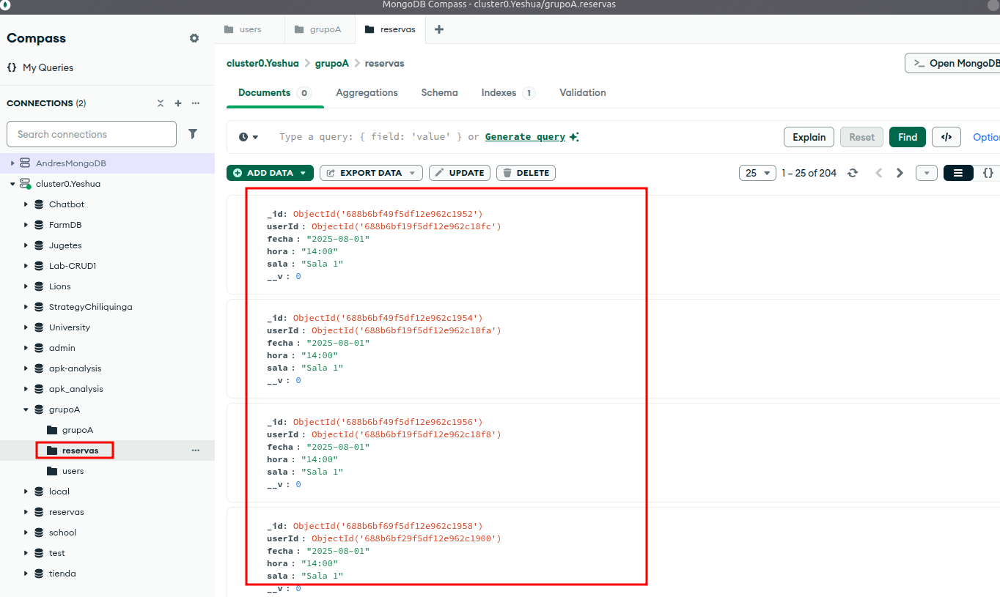 MongoDB Compass - cluster0.Yeshua/grupoA.reservas
Compass
{} My Queries
CONNECTIONS (2)
Search connections
AndresMongoDB
cluster0.Yeshua
Chatbot
FarmDB
Jugetes
Lab-CRUD1
Lions
StrategyChiliquinga
University
admin
apk-analysis
apk_analysis
grupoA
grupoA
reservas
users
local
reservas
school
test
tienda
users
grupoA
reservas
cluster0.Yeshua > grupoA > reservas
>_ Open MongoDB
Documents 0
Aggregations
Schema
Indexes 1
Validation
Type a query: { field: 'value' } or Generate query
Explain
Reset
Find
</>
Optio
ADD DATA
EXPORT DATA
UPDATE
DELETE
25
1 – 25 of 204
{}
_id: ObjectId('688b6bf49f5df12e962c1952')
userId : ObjectId('688b6bf19f5df12e962c18fc')
fecha : "2025-08-01"
hora : "14:00"
sala : "Sala 1"
__v : 0
_id: ObjectId('688b6bf49f5df12e962c1954')
userId : ObjectId('688b6bf19f5df12e962c18fa')
fecha : "2025-08-01"
hora : "14:00"
sala : "Sala 1"
__v : 0
_id: ObjectId('688b6bf49f5df12e962c1956')
userId : ObjectId('688b6bf19f5df12e962c18f8')
fecha : "2025-08-01"
hora : "14:00"
sala : "Sala 1"
__v : 0
_id: ObjectId('688b6bf69f5df12e962c1958')
userId : ObjectId('688b6bf29f5df12e962c1900')
fecha : "2025-08-01"
hora : "14:00"
sala : "Sala 1"
__v : 0